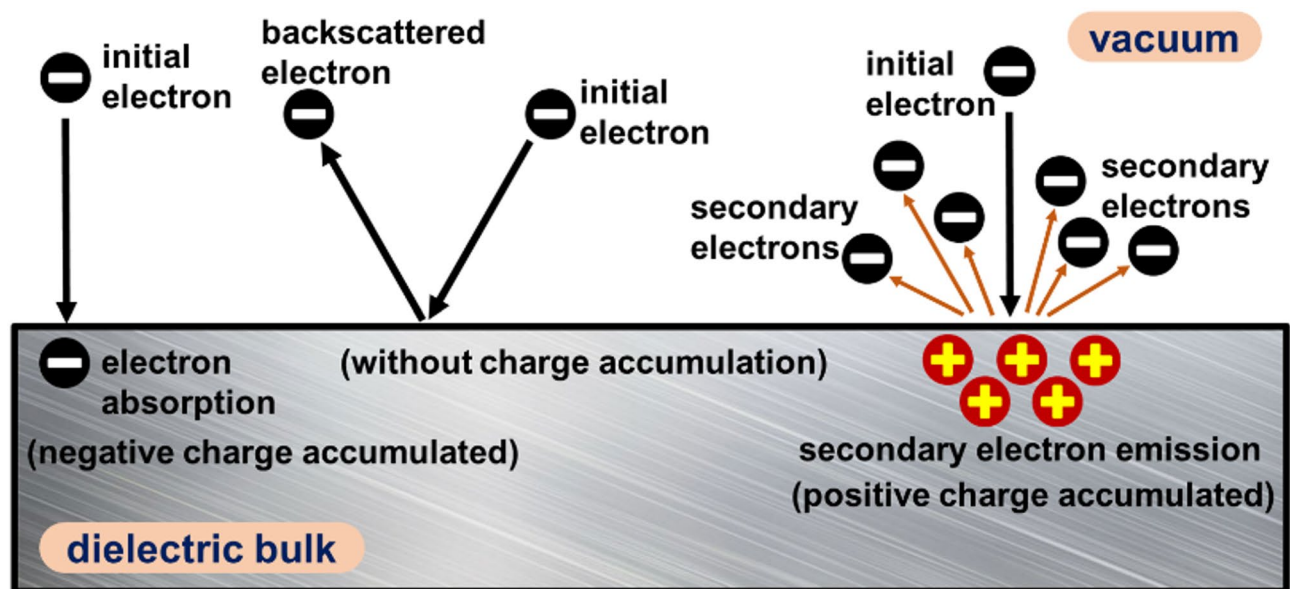 initial
electron
backscattered
electron
initial
electron
initial
electron
vacuum
secondary
electrons
secondary
electrons
electron
absorption
(negative charge accumulated)
(without charge accumulation)
secondary electron emission
(positive charge accumulated)
dielectric bulk